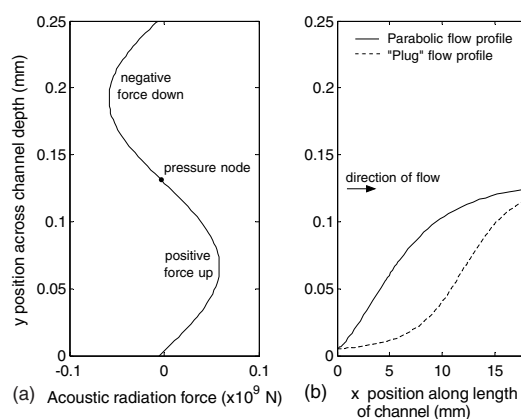 0.25
0.2
0.15
0.1
0.05
0
-0.1
0
0.1
y position across channel depth (mm)
negative
force down
pressure node
positive
force up
(a) Acoustic radiation force (x10⁹ N)
0.25
0.2
0.15
0.1
0.05
0
0
5
10
15
Parabolic flow profile
"Plug" flow profile
direction of flow
(b) x position along length
of channel (mm)